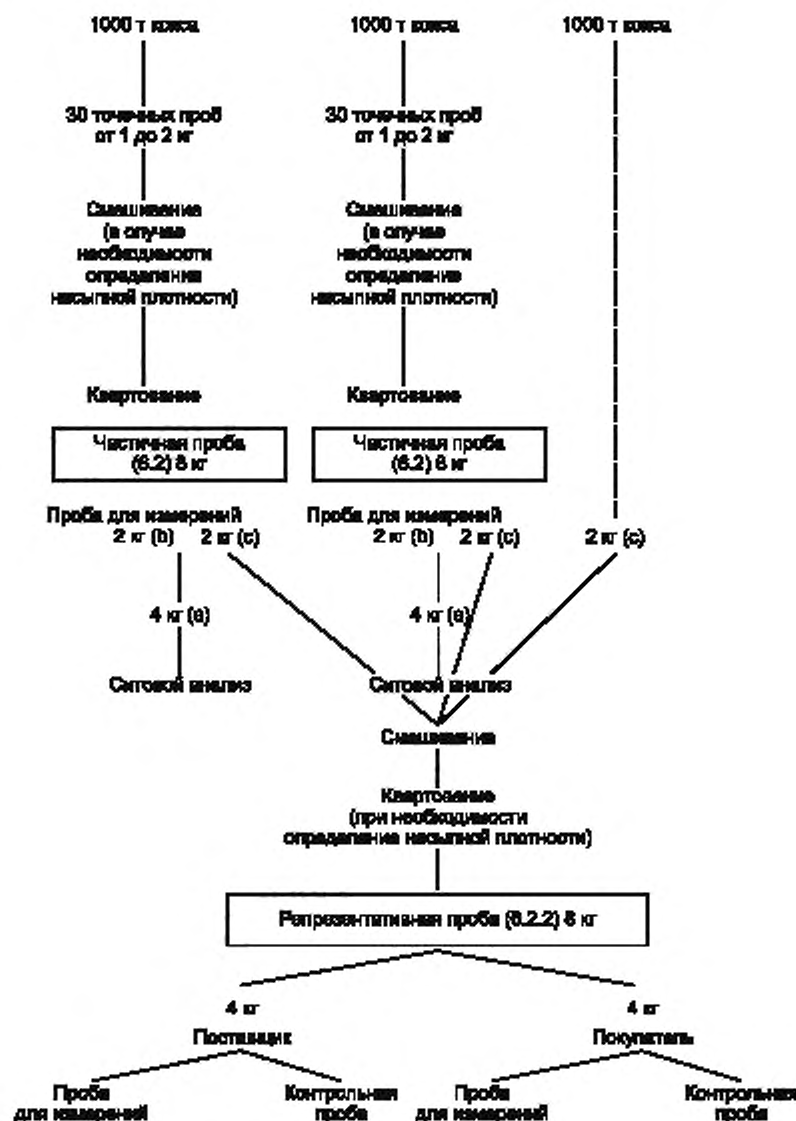 1000 т кокса
1000 т кокса
1000 т кокса
30 точечных проб
от 1 до 2 кг
30 точечных проб
от 1 до 2 кг
Смешивание
(в случае
необходимости
определения
насыпной плотности)
Смешивание
(в случае
необходимости
определения
насыпной плотности)
Квартование
Квартование
Частичная проба
(6.2) 8 кг
Частичная проба
(6.2) 8 кг
Проба для измерений
2 кг (b) 2 кг (c)
Проба для измерений
2 кг (b) 2 кг (c)
2 кг (c)
4 кг (a)
4 кг (a)
Ситовой анализ
Ситовой анализ
Смешивание
Квартование
(при необходимости
определение насыпной плотности)
Репрезентативная проба (6.2.2) 8 кг
4 кг
4 кг
Поставщик
Покупатель
Проба
для измерений
Контрольная
проба
Проба
для измерений
Контрольная
проба